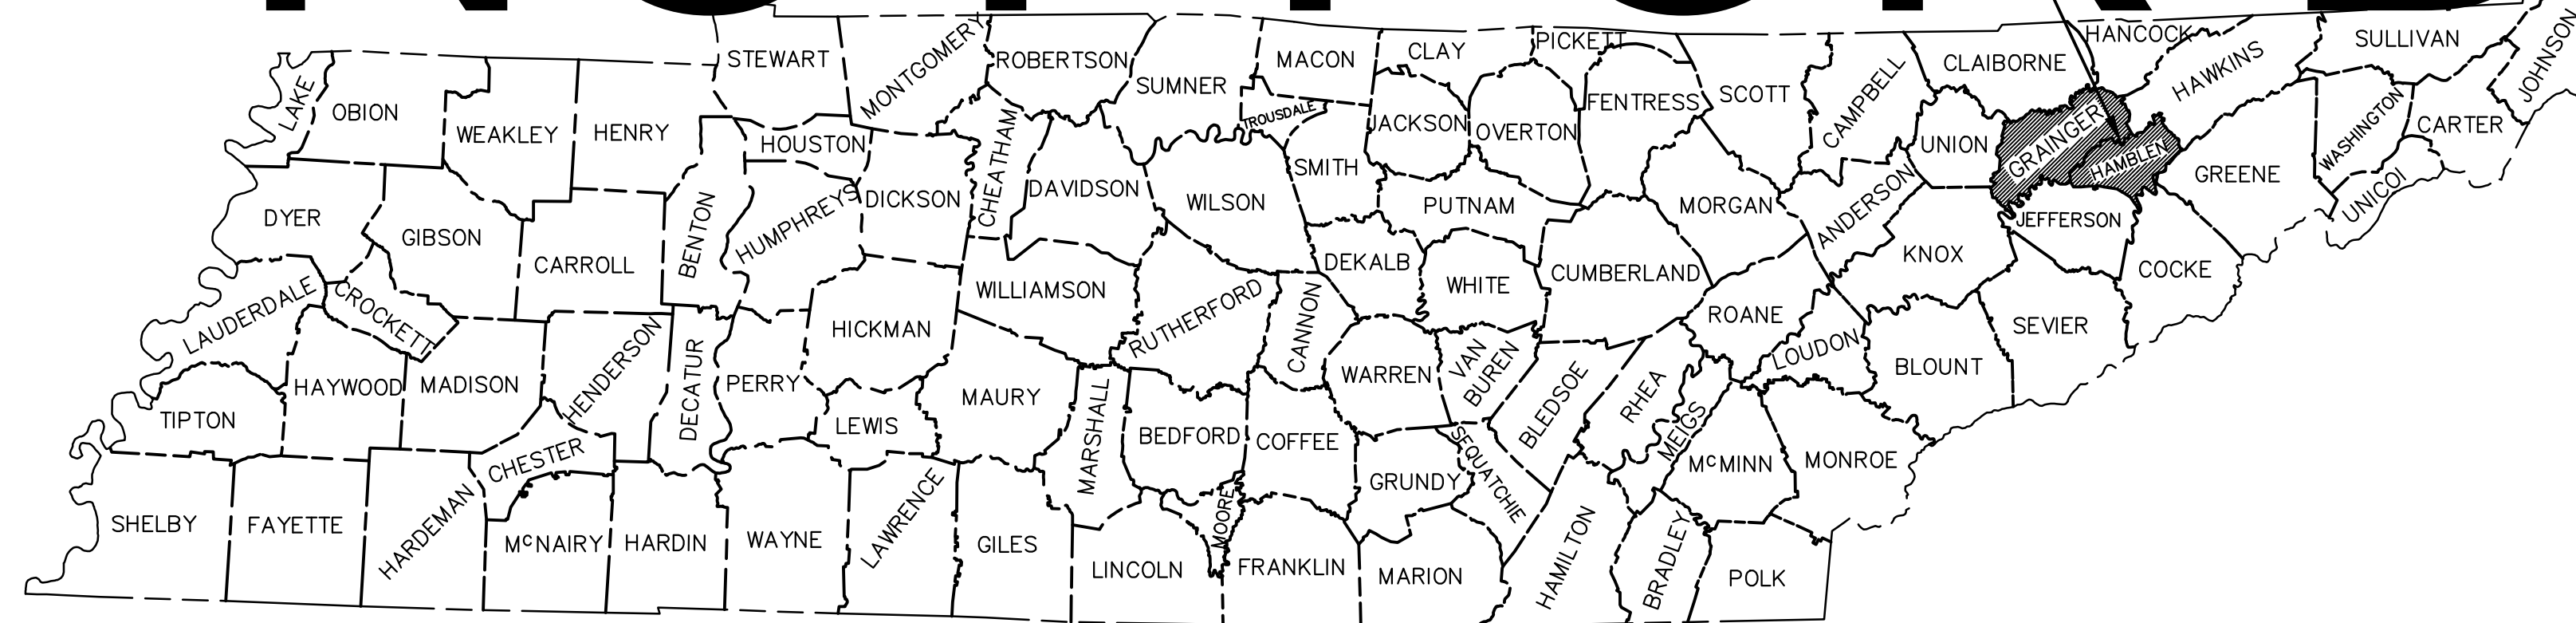 STEWART
MONTGOMERY
ROBERTSON
SUMNER
MACON
TROUSDALE
CLAY
PICKETT
FENTRESS
SCOTT
CAMPBELL
CLAIBORNE
HANCOCK
HAWKINS
SULLIVAN
JOHNSON
LAKE
OBION
WEAKLEY
HENRY
HOUSTON
CHEATHAM
DAVIDSON
WILSON
SMITH
JACKSON
OVERTON
UNION
GRAINGER
HAMBLEN
GREENE
WASHINGTON
CARTER
UNICOI
DYER
GIBSON
CARROLL
BENTON
HUMPHREYS
DICKSON
PUTNAM
MORGAN
ANDERSON
KNOX
JEFFERSON
COCKE
LAUDERDALE
CROCKETT
HENDERSON
DECATUR
PERRY
HICKMAN
WILLIAMSON
RUTHERFORD
CANNON
DEKALB
WHITE
CUMBERLAND
ROANE
LOUDON
BLOUNT
SEVIER
TIPTON
HAYWOOD
MADISON
CHESTER
LEWIS
MAURY
MARSHALL
BEDFORD
COFFEE
WARREN
VAN
BUREN
BLEDSOE
RHEA
MEIGS
McMINN
MONROE
SHELBY
FAYETTE
HARDEMAN
McNAIRY
HARDIN
WAYNE
LAWRENCE
GILES
LINCOLN
MOORE
FRANKLIN
GRUNDY
SEQUATCHIE
MARION
HAMILTON
BRADLEY
POLK